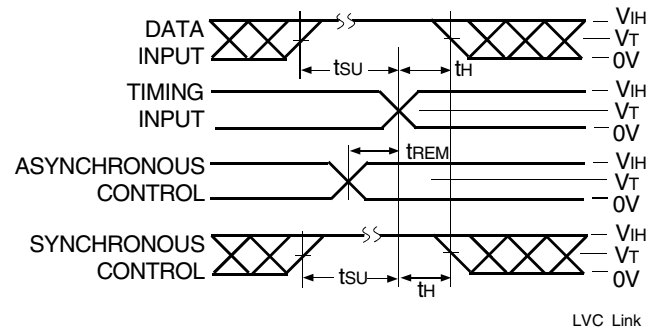 DATA
INPUT
tSU
tH
VIH
VT
0V
TIMING
INPUT
VIH
VT
0V
tREM
ASYNCHRONOUS
CONTROL
VIH
VT
0V
SYNCHRONOUS
CONTROL
tSU
tH
VIH
VT
0V
LVC Link